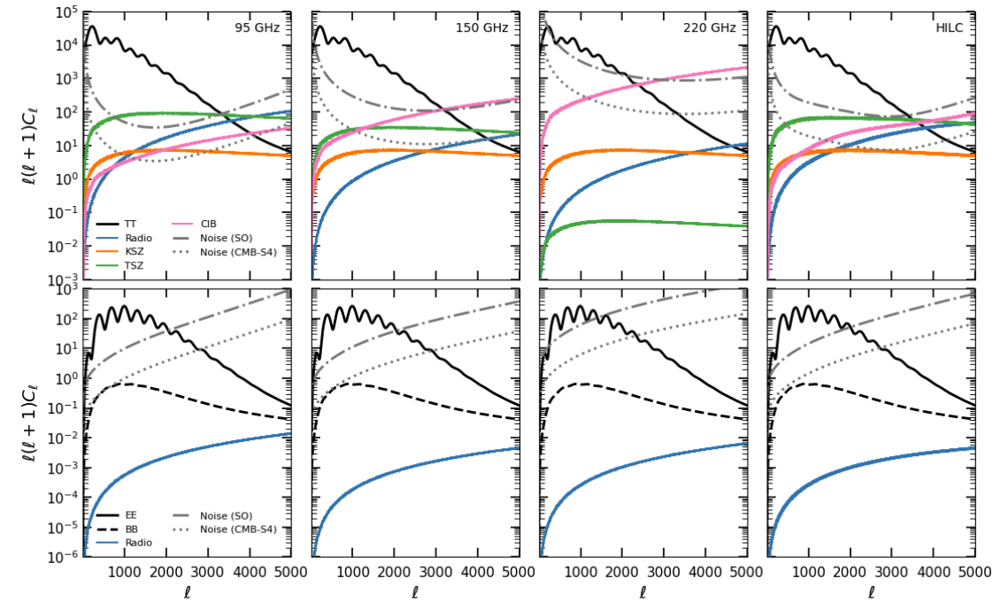 95 GHz
150 GHz
220 GHz
HILC
10^5
10^4
10^3
10^2
10^1
10^0
10^-1
10^-2
10^-3
ℓ(ℓ + 1)C_ℓ
TT
Radio
KSZ
TSZ
CIB
Noise (SO)
Noise (CMB-S4)
10^3
10^2
10^1
10^0
10^-1
10^-2
10^-3
10^-4
10^-5
10^-6
ℓ(ℓ + 1)C_ℓ
EE
BB
Radio
Noise (SO)
Noise (CMB-S4)
1000 2000 3000 4000 5000
1000 2000 3000 4000 5000
1000 2000 3000 4000 5000
1000 2000 3000 4000 5000
ℓ
ℓ
ℓ
ℓ